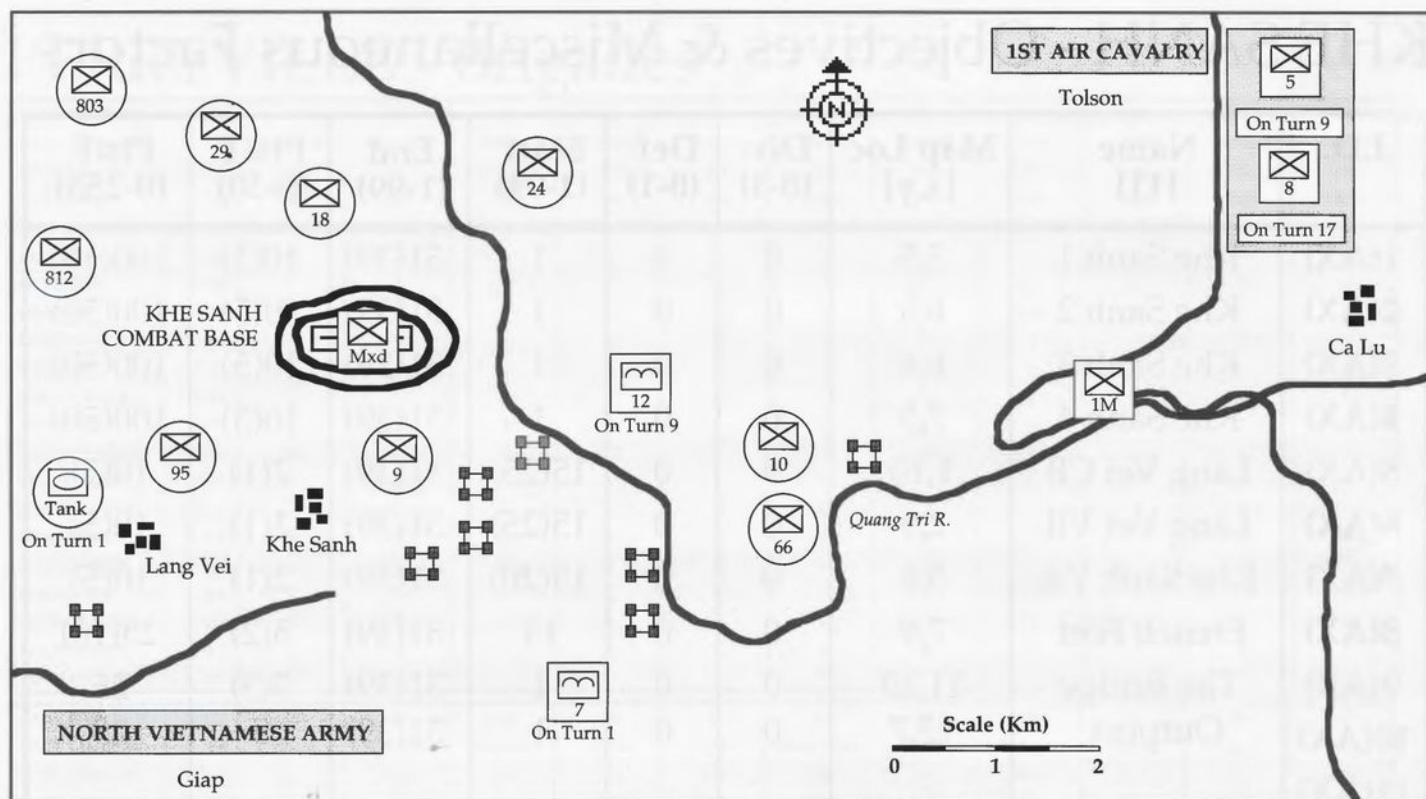 803
29
18
812
24
1ST AIR CAVALRY
Tolson
N
5
On Turn 9
8
On Turn 17
KHE SANH
COMBAT BASE
Mxd
12
On Turn 9
1M
Ca Lu
95
9
10
66
Quang Tri R.
Tank
On Turn 1
Lang Vei
Khe Sanh
7
On Turn 1
NORTH VIETNAMESE ARMY
Giap
Scale (Km)
0 1 2